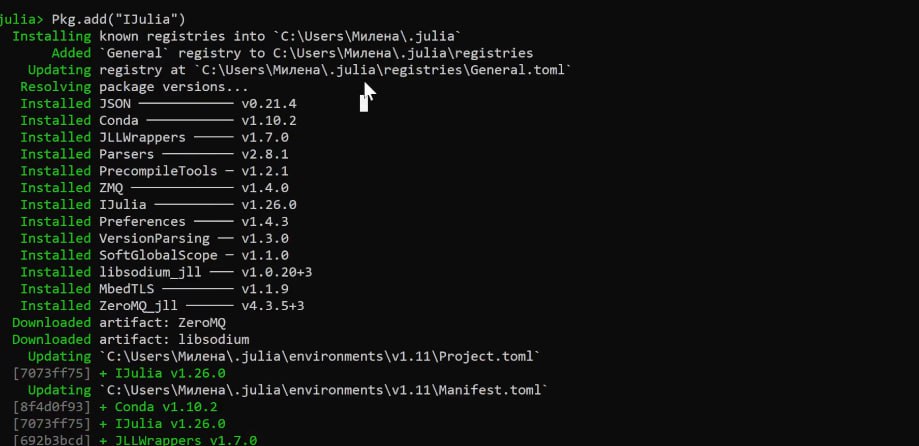 julia> Pkg.add("IJulia")
Installing known registries into `C:\Users\Милена\.julia`
Added `General` registry to C:\Users\Милена\.julia\registries
Updating registry at `C:\Users\Милена\.julia\registries\General.toml`
Resolving package versions...
Installed JSON ─────────── v0.21.4
Installed Conda ────────── v1.10.2
Installed JLLWrappers ──── v1.7.0
Installed Parsers ──────── v2.8.1
Installed PrecompileTools ─ v1.2.1
Installed ZMQ ──────────── v1.4.0
Installed IJulia ───────── v1.26.0
Installed Preferences ──── v1.4.3
Installed VersionParsing ── v1.3.0
Installed SoftGlobalScope ─ v1.1.0
Installed libsodium_jll ─── v1.0.20+3
Installed MbedTLS ──────── v1.1.9
Installed ZeroMQ_jll ───── v4.3.5+3
Downloaded artifact: ZeroMQ
Downloaded artifact: libsodium
Updating `C:\Users\Милена\.julia\environments\v1.11\Project.toml`
[7073ff75] + IJulia v1.26.0
Updating `C:\Users\Милена\.julia\environments\v1.11\Manifest.toml`
[8f4d0f93] + Conda v1.10.2
[7073ff75] + IJulia v1.26.0
[692b3bcd] + JLLWrappers v1.7.0